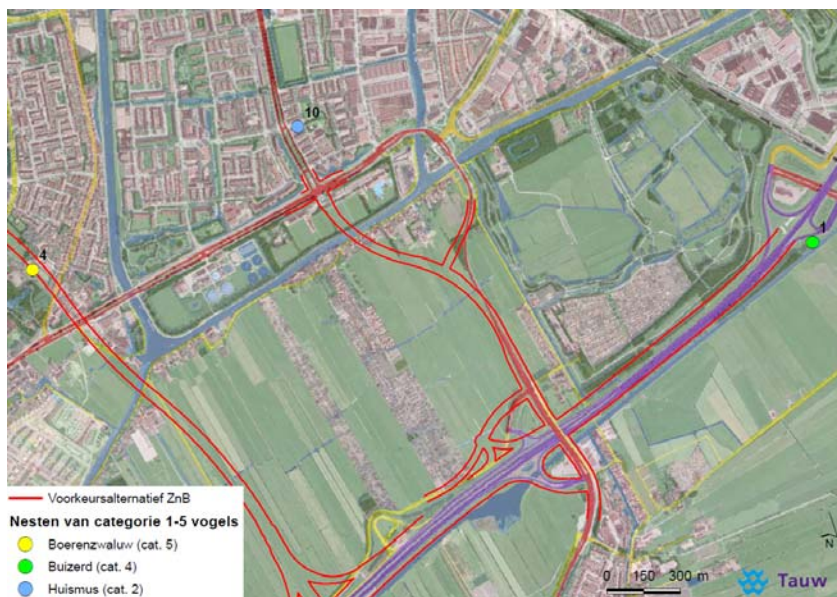 10
4
1
Voorkeursalternatief ZnB
Nesten van categorie 1-5 vogels
Boerenzwaluw (cat. 5)
Buizerd (cat. 4)
Huismus (cat. 2)
N
0 150 300 m
Tauw